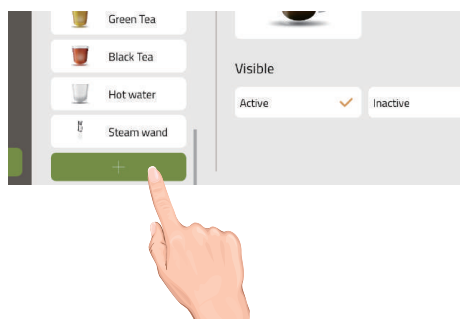 Green Tea
Black Tea
Hot water
Steam wand
+
Visible
Active
Inactive